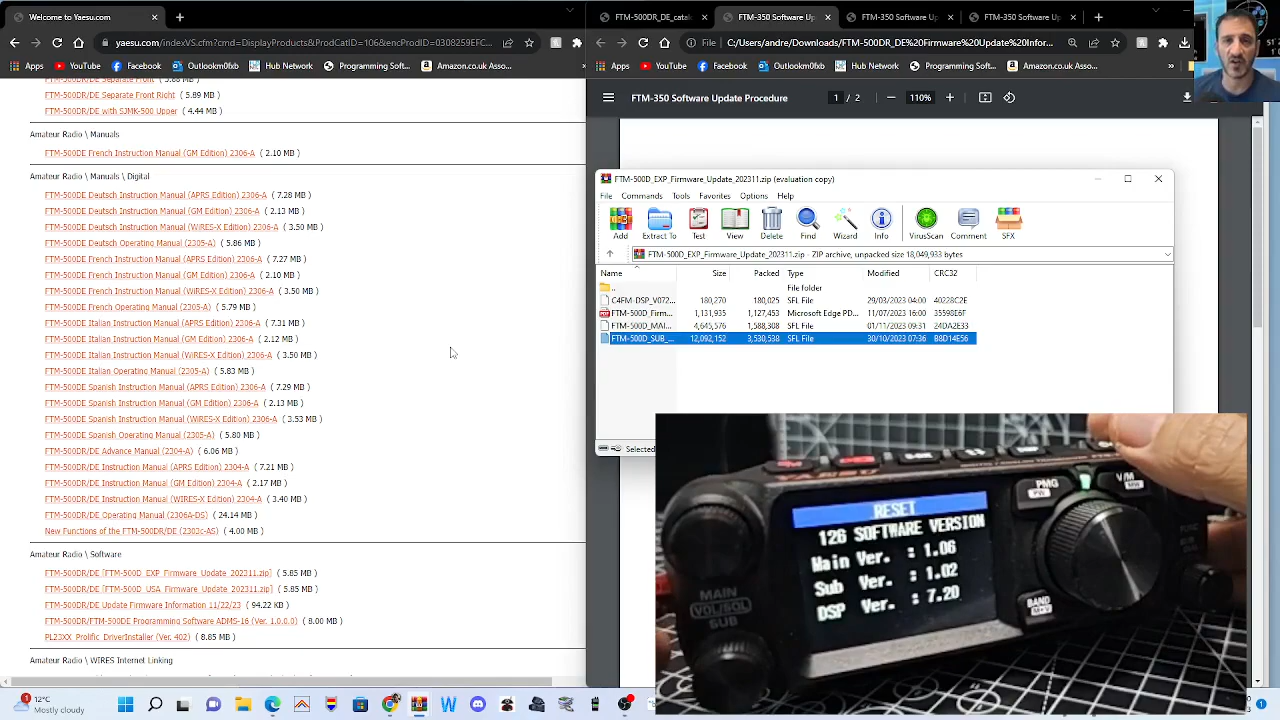 Welcome to Yaesu.com
yaesu.com/indexVS.cfm?cmd=DisplayProducts&ProdCatID=106&encProdID=0308259EFC...
Apps
YouTube
Facebook
Outlookm0fxb
Hub Network
Programming Soft...
Amazon.co.uk Asso...
»
FTM-500DR/DE Separate Front Right ( 5.89 MB )
FTM-500DR/DE with SJMK-500 Upper ( 4.44 MB )
Amateur Radio \ Manuals
FTM-500DE French Instruction Manual (GM Edition) 2306-A ( 2.10 MB )
Amateur Radio \ Manuals \ Digital
FTM-500DE Deutsch Instruction Manual (APRS Edition) 2306-A ( 7.28 MB )
FTM-500DE Deutsch Instruction Manual (GM Edition) 2306-A ( 2.13 MB )
FTM-500DE Deutsch Instruction Manual (WIRES-X Edition) 2306-A ( 3.50 MB )
FTM-500DE Deutsch Operating Manual (2305-A) ( 5.86 MB )
FTM-500DE French Instruction Manual (APRS Edition) 2306-A ( 7.27 MB )
FTM-500DE French Instruction Manual (GM Edition) 2306-A ( 2.10 MB )
FTM-500DE French Instruction Manual (WiRES-X Edition) 2306-A ( 3.50 MB )
FTM-500DE French Operating Manual (2305-A) ( 5.79 MB )
FTM-500DE Italian Instruction Manual (APRS Edition) 2306-A ( 7.31 MB )
FTM-500DE Italian Instruction Manual (GM Edition) 2306-A ( 2.12 MB )
FTM-500DE Italian Instruction Manual (WiRES-X Edition) 2306-A ( 3.50 MB )
FTM-500DE Italian Operating Manual (2305-A) ( 5.83 MB )
FTM-500DE Spanish Instruction Manual (APRS Edition) 2306-A ( 7.29 MB )
FTM-500DE Spanish Instruction Manual (GM Edition) 2306-A ( 2.13 MB )
FTM-500DE Spanish Instruction Manual (WIRES-X Edition) 2306-A ( 3.53 MB )
FTM-500DE Spanish Operating Manual (2305-A) ( 5.80 MB )
FTM-500DR/DE Advance Manual (2304-A) ( 6.06 MB )
FTM-500DR/DE Instruction Manual (APRS Edition) 2304-A ( 7.21 MB )
FTM-500DR/DE Instruction Manual (GM Edition) 2304-A ( 2.17 MB )
FTM-500DR/DE Instruction Manual (WIRES-X Edition) 2304-A ( 3.40 MB )
FTM-500DR/DE Operating Manual (2306A-DS) ( 24.14 MB )
New Functions of the FTM-500DR/DE (2303c-AS) ( 4.00 MB )
Amateur Radio \ Software
FTM-500DR/DE [FTM-500D_EXP_Firmware_Update_202311.zip] ( 5.85 MB )
FTM-500DR/DE [FTM-500D_USA_Firmware_Update_202311.zip] ( 5.85 MB )
FTM-500DR/DE Update Firmware Information 11/22/23 ( 94.22 KB )
FTM-500DR/FTM-500DE Programming Software ADMS-16 (Ver. 1.0.0.0) ( 8.00 MB )
PL23XX_Prolific_DriverInstaller (Ver. 402) ( 8.85 MB )
Amateur Radio \ WIRES Internet Linking
FTM-500DR_DE_cata
FTM-350 Software Up
FTM-350 Software Up
FTM-350 Software Up
File
C:/Users/andre/Downloads/FTM-500DR_DE%20Firmware%20Update%20Infor...
Apps
YouTube
Facebook
Outlookm0fxb
Hub Network
Programming Soft...
Amazon.co.uk Asso...
»
FTM-350 Software Update Procedure
1 / 2
110%
FTM-500D_EXP_Firmware_Update_202311.zip (evaluation copy)
File Commands Tools Favorites Options Help
Add Extract To Test View Delete Find Wizard Info VirusScan Comment SFX
FTM-500D_EXP_Firmware_Update_202311.zip - ZIP archive, unpacked size 18,049,933 bytes
Name Size Packed Type Modified CRC32
.. File folder
C4FM-DSP_V072... 180,270 180,025 SFL File 29/03/2023 04:00 40228C2E
FTM-500D_Firm... 1,131,935 1,127,453 Microsoft Edge PD... 11/07/2023 16:00 35598E6F
FTM-500D_MAI... 4,645,576 1,588,308 SFL File 01/11/2023 09:31 24DA2E33
FTM-500D_SUB_... 12,092,152 3,530,538 SFL File 30/10/2023 07:36 B8D14E56
Selected
RESET
126 SOFTWARE VERSION
Main Ver. : 1.06
Sub Ver. : 1.02
DSP Ver. : 7.20
PMG
PW
V/M
MW
BAND
MAIN
VOL/SQL
SUB
1
12°C
Mostly cloudy